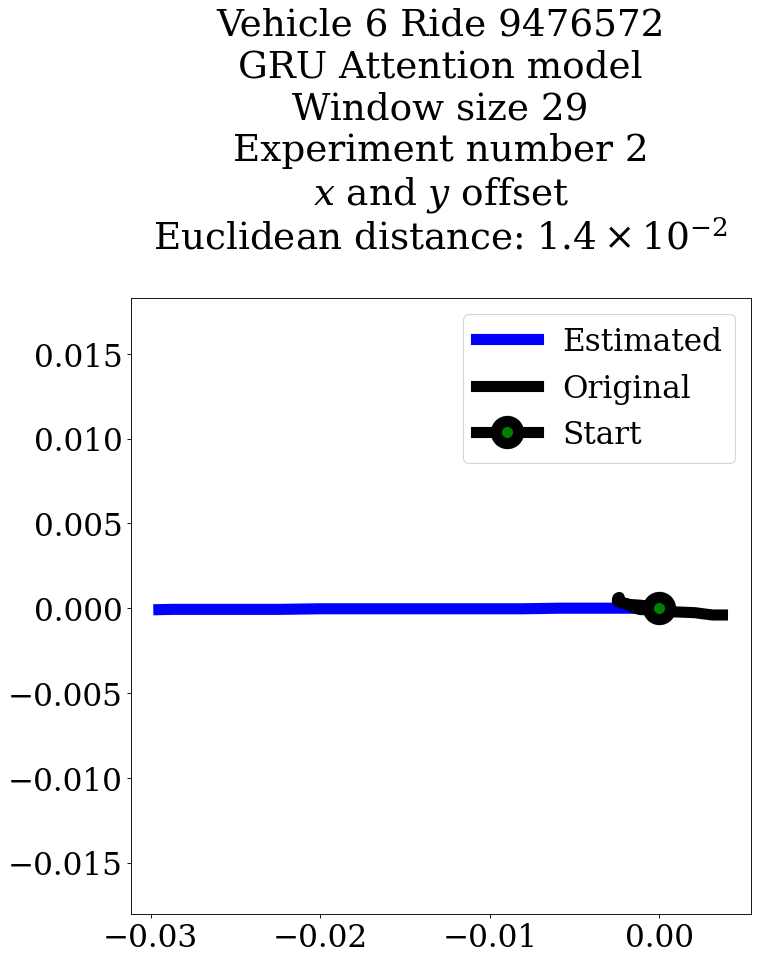 Vehicle 6 Ride 9476572
GRU Attention model
Window size 29
Experiment number 2
x and y offset
Euclidean distance: 1.4 × 10⁻²
Estimated
Original
Start
0.015
0.010
0.005
0.000
−0.005
−0.010
−0.015
−0.03 −0.02 −0.01 0.00